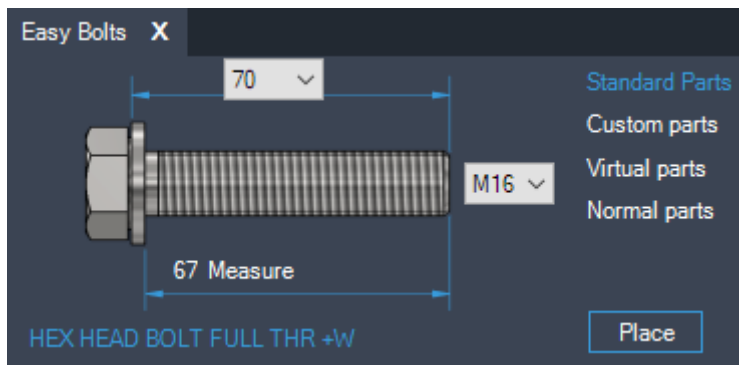 Easy Bolts X
70
Standard Parts
Custom parts
M16
Virtual parts
Normal parts
67 Measure
HEX HEAD BOLT FULL THR +W
Place